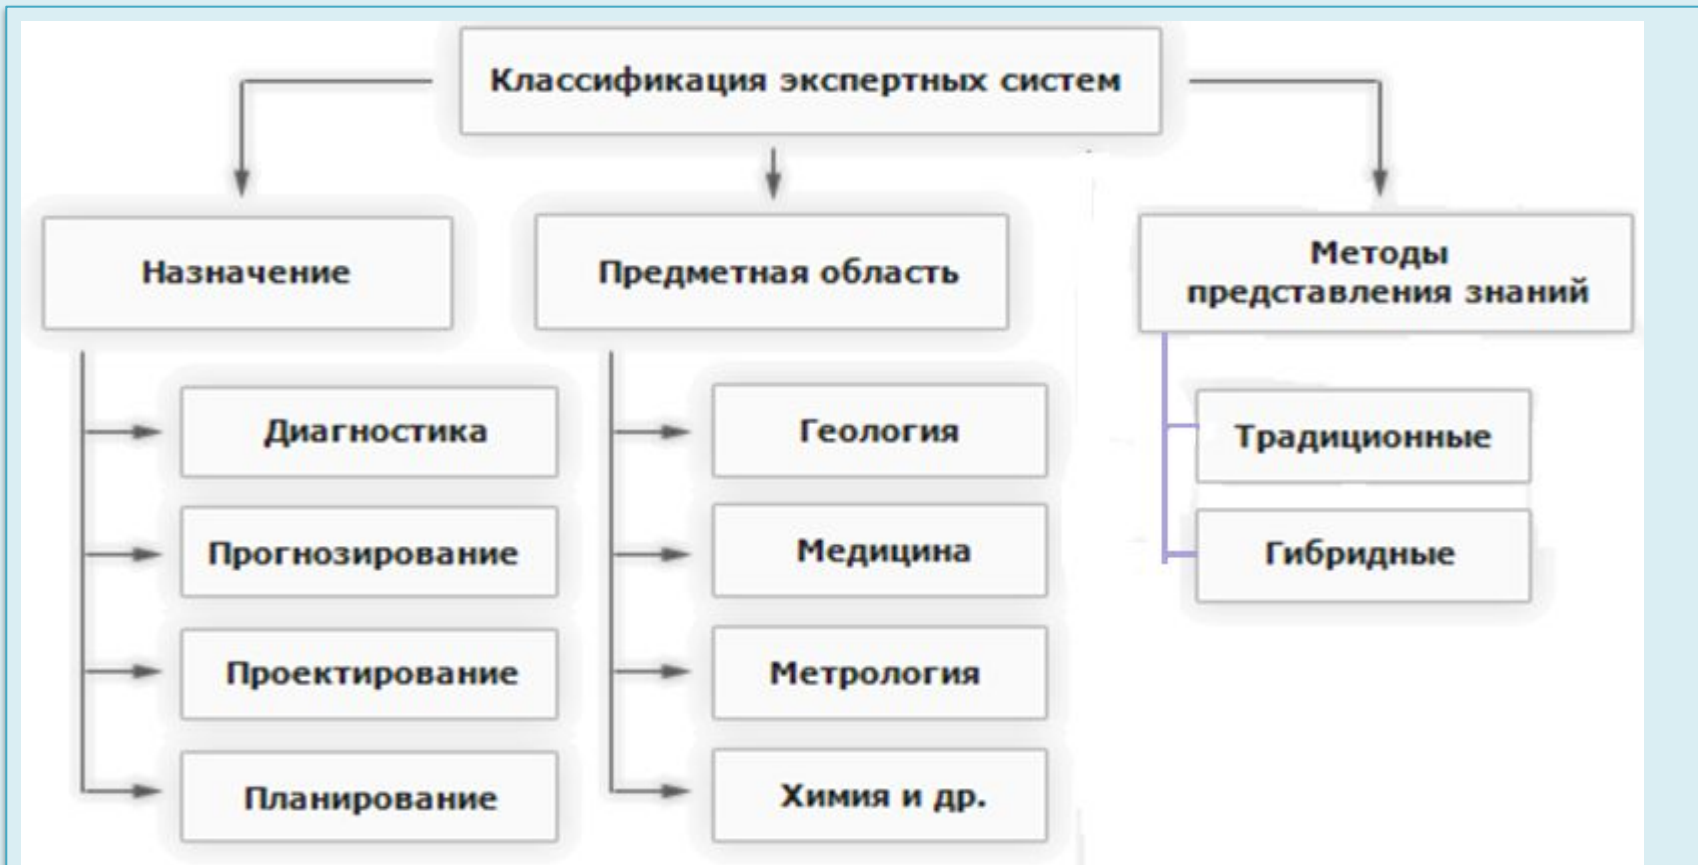 Классификация экспертных систем
Назначение
Диагностика
Прогнозирование
Проектирование
Планирование
Предметная область
Геология
Медицина
Метрология
Химия и др.
Методы
представления знаний
Традиционные
Гибридные